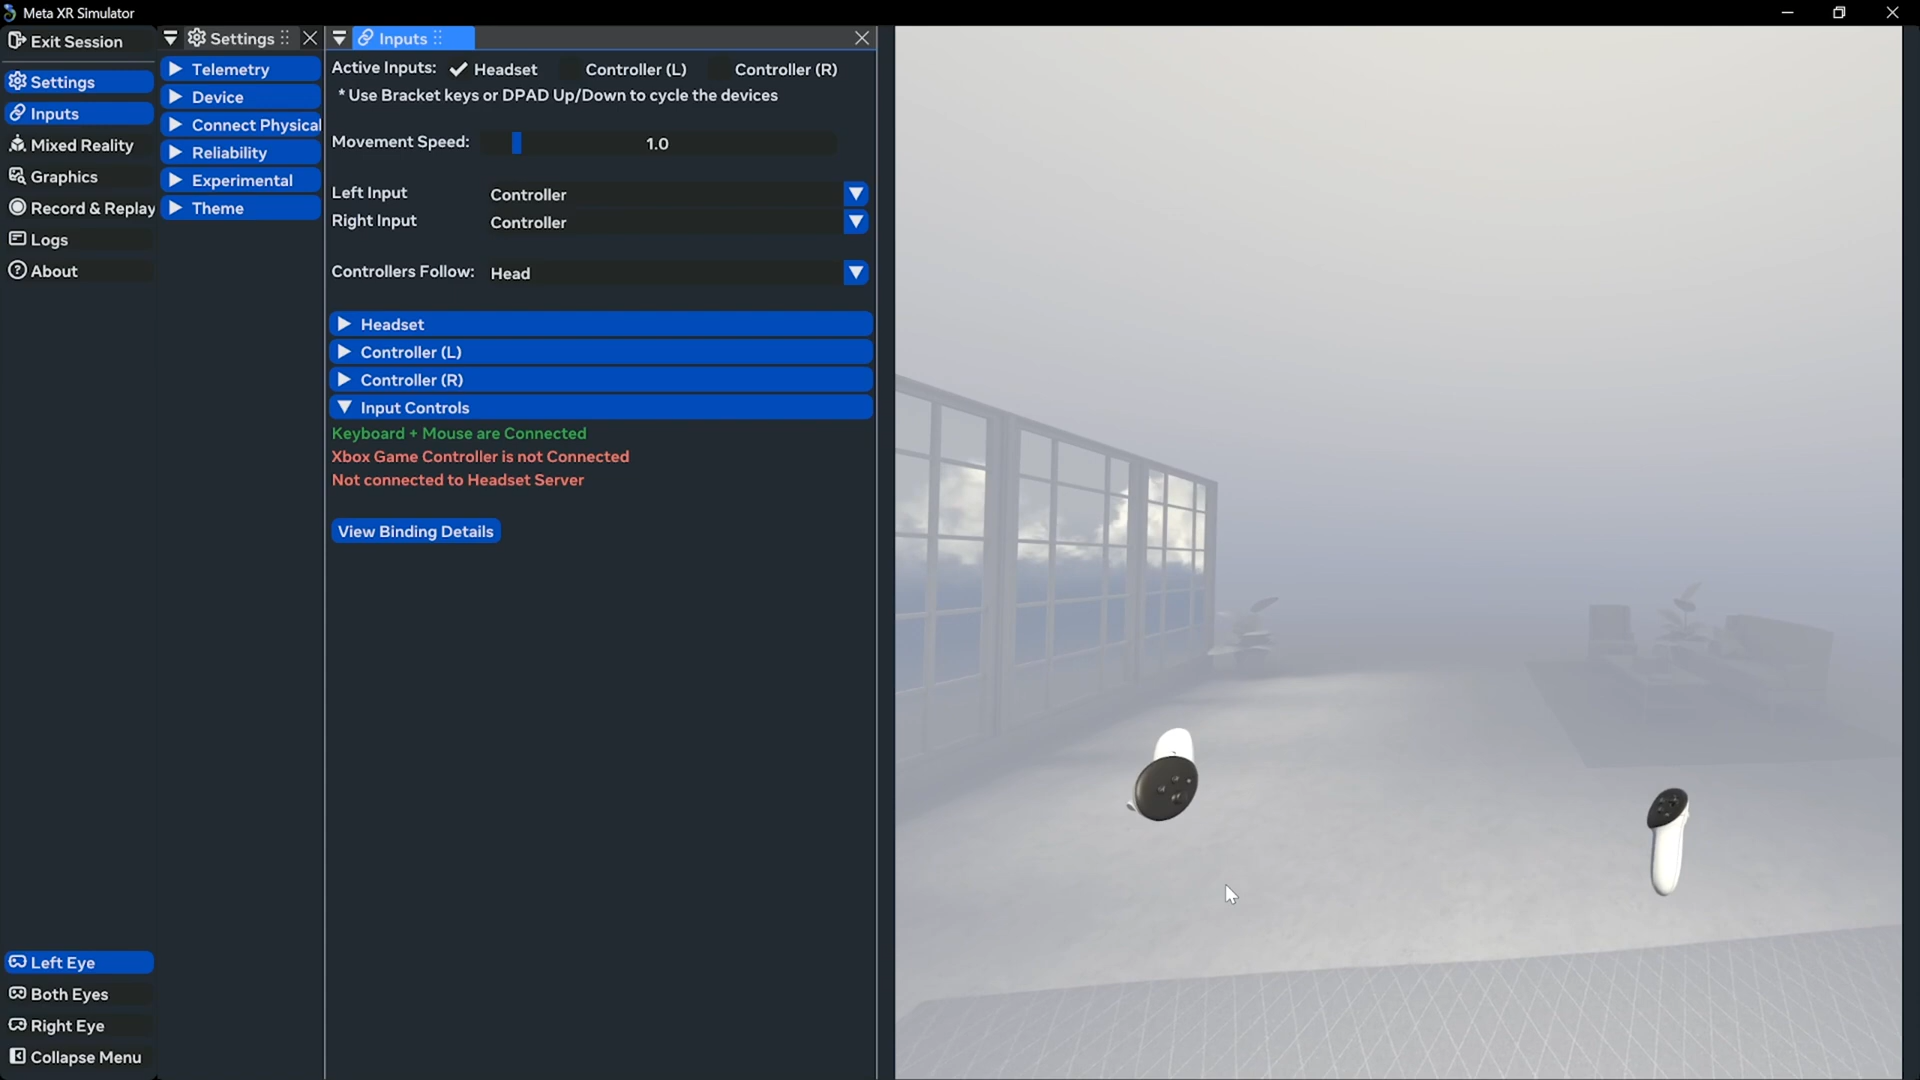 Meta XR Simulator
Exit Session
Settings
Inputs
Mixed Reality
Graphics
Record & Replay
Logs
About
Left Eye
Both Eyes
Right Eye
Collapse Menu
Settings
Telemetry
Device
Connect Physical
Reliability
Experimental
Theme
Inputs
Active Inputs: Headset Controller (L) Controller (R)
* Use Bracket keys or DPAD Up/Down to cycle the devices
Movement Speed: 1.0
Left Input Controller
Right Input Controller
Controllers Follow: Head
Headset
Controller (L)
Controller (R)
Input Controls
Keyboard + Mouse are Connected
Xbox Game Controller is not Connected
Not connected to Headset Server
View Binding Details